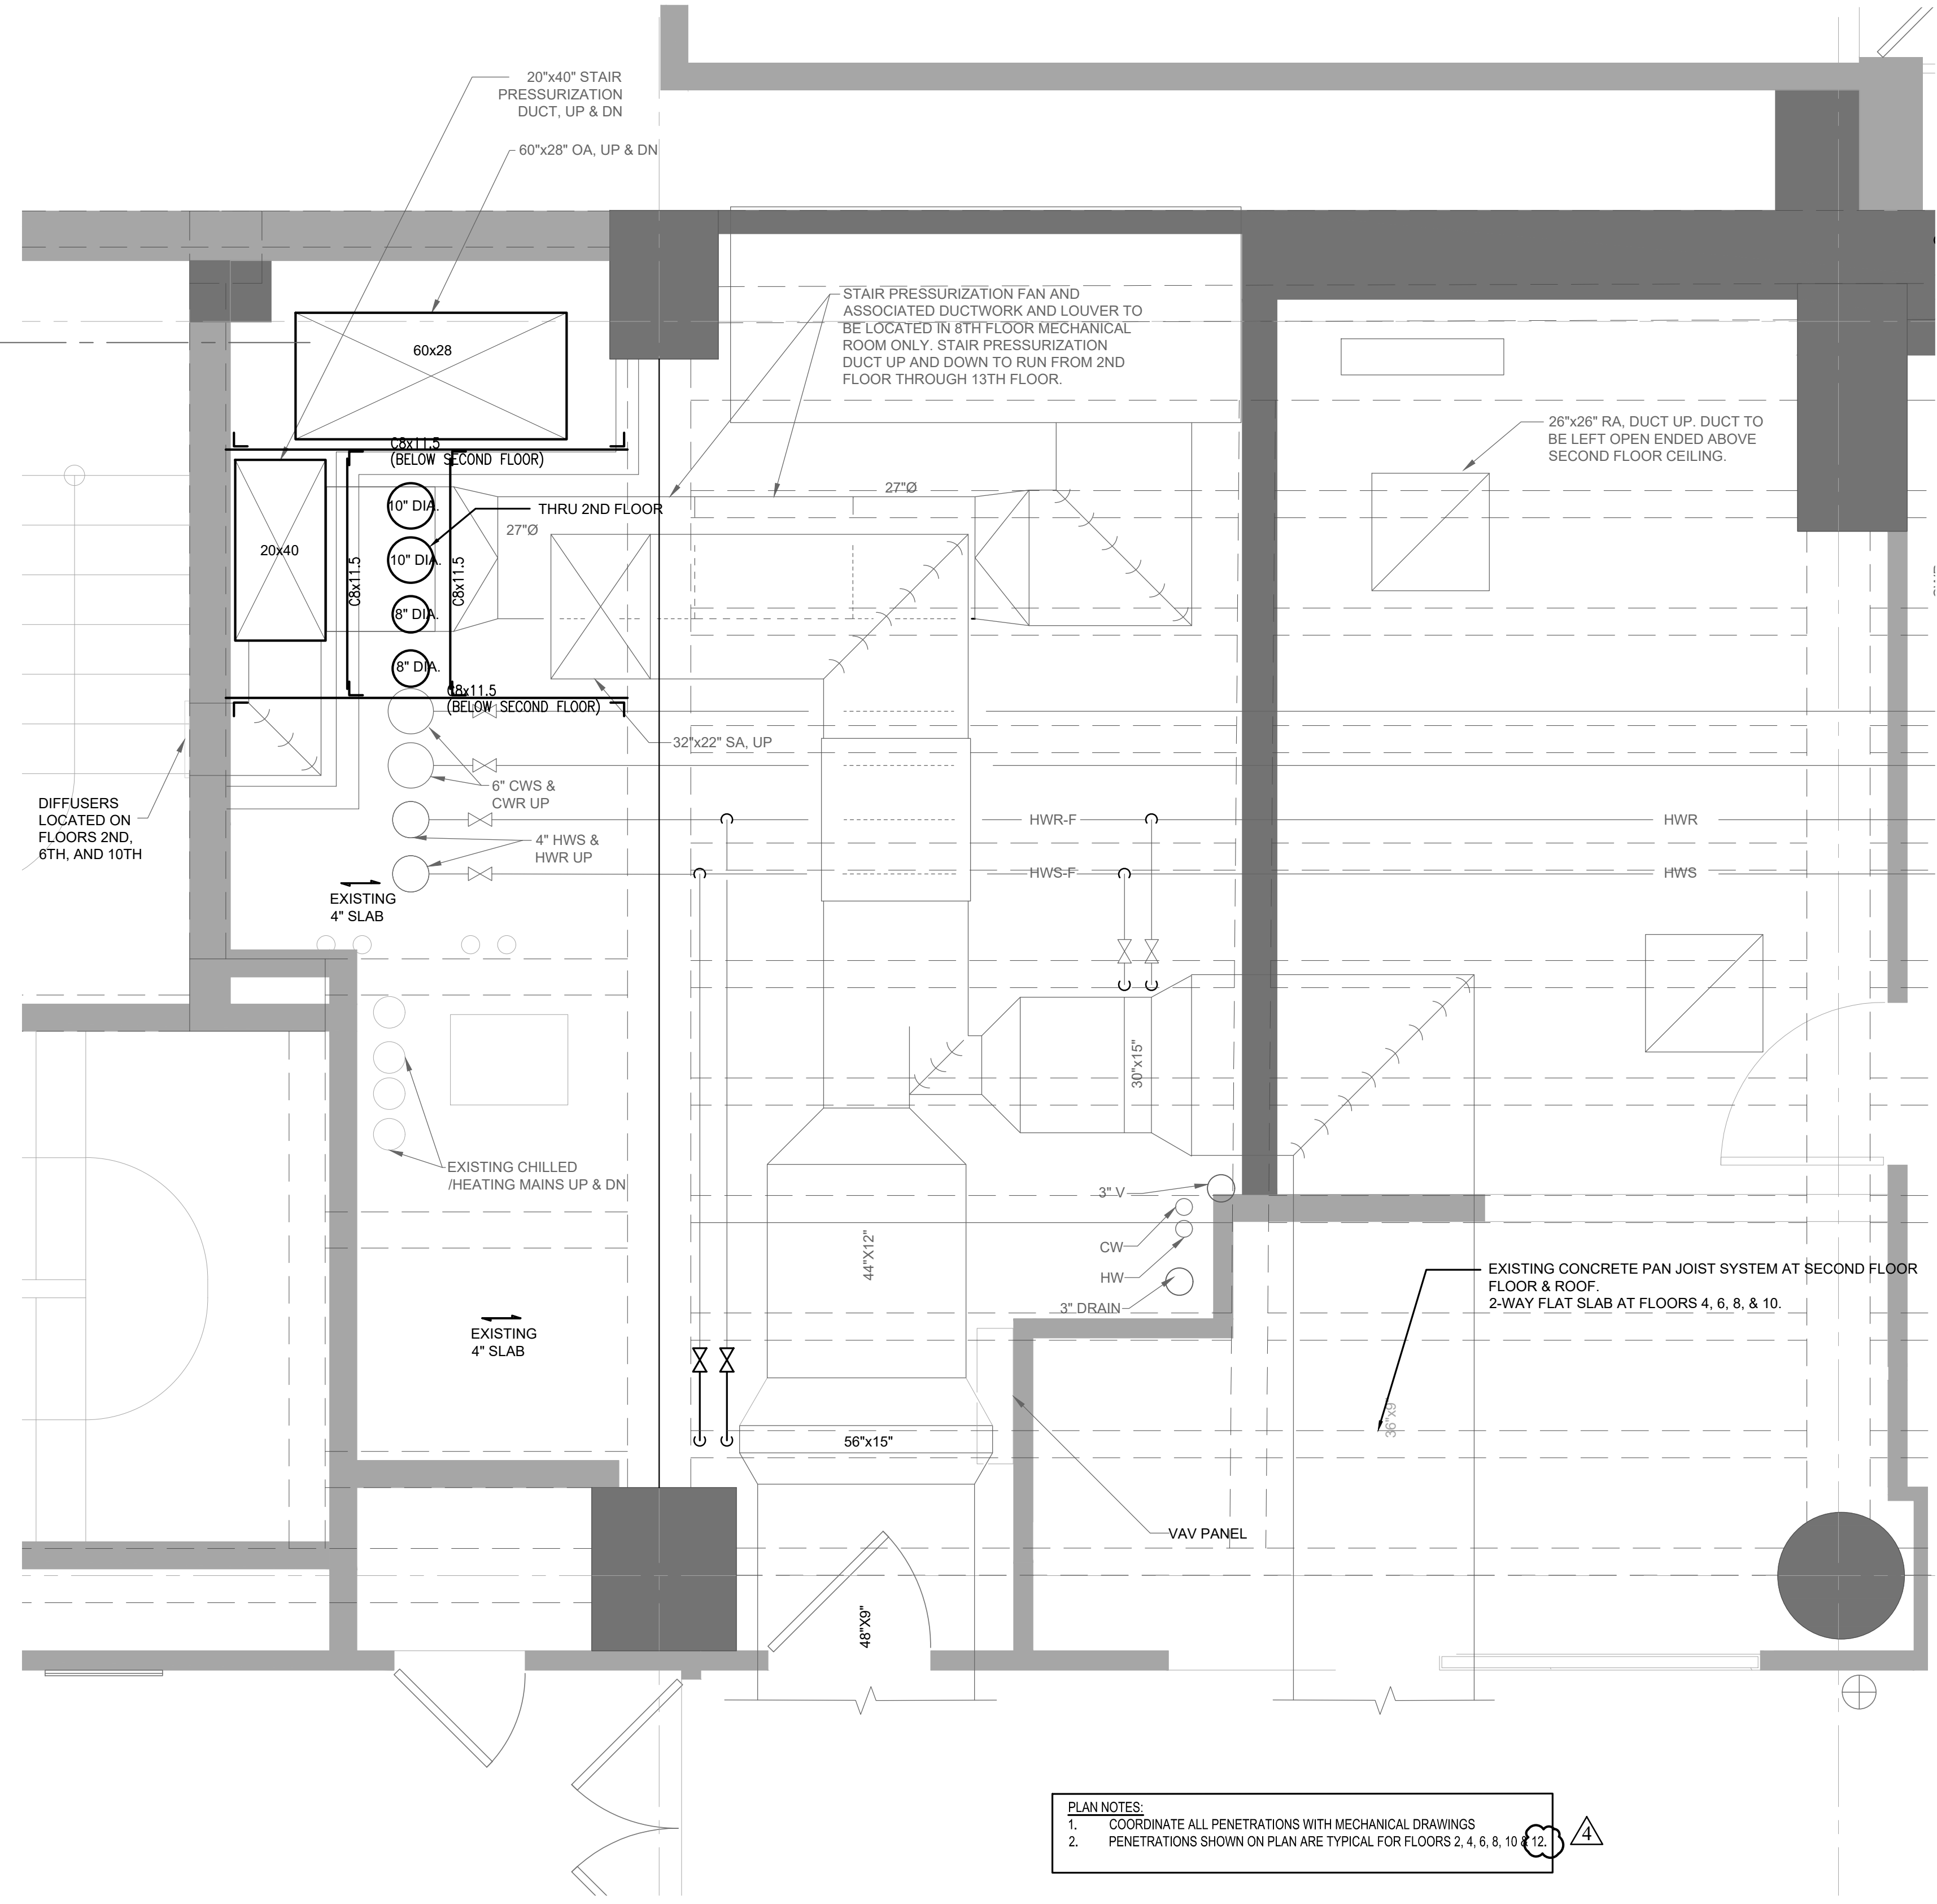 20"x40" STAIR
PRESSURIZATION
DUCT, UP & DN
60"x28" OA, UP & DN
STAIR PRESSURIZATION FAN AND
ASSOCIATED DUCTWORK AND LOUVER TO
BE LOCATED IN 8TH FLOOR MECHANICAL
ROOM ONLY. STAIR PRESSURIZATION
DUCT UP AND DOWN TO RUN FROM 2ND
FLOOR THROUGH 13TH FLOOR.
60x28
26"x26" RA, DUCT UP. DUCT TO
BE LEFT OPEN ENDED ABOVE
SECOND FLOOR CEILING.
C8x11.5
(BELOW SECOND FLOOR)
27"Ø
10" DIA.
THRU 2ND FLOOR
27"Ø
20x40
10" DIA.
C8x11.5
C8x11.5
8" DIA.
8" DIA.
C8x11.5
(BELOW SECOND FLOOR)
32"x22" SA, UP
6" CWS &
CWR UP
DIFFUSERS
LOCATED ON
FLOORS 2ND,
6TH, AND 10TH
HWR-F
HWR
4" HWS &
HWR UP
HWS-F
HWS
EXISTING
4" SLAB
30"x15"
EXISTING CHILLED
/HEATING MAINS UP & DN
3" V
CW
HW
3" DRAIN
44"X12"
EXISTING CONCRETE PAN JOIST SYSTEM AT SECOND FLOOR
FLOOR & ROOF.
2-WAY FLAT SLAB AT FLOORS 4, 6, 8, & 10.
EXISTING
4" SLAB
36"x9
56"x15"
VAV PANEL
48"X9"
PLAN NOTES:
1. COORDINATE ALL PENETRATIONS WITH MECHANICAL DRAWINGS
2. PENETRATIONS SHOWN ON PLAN ARE TYPICAL FOR FLOORS 2, 4, 6, 8, 10 & 12.
4